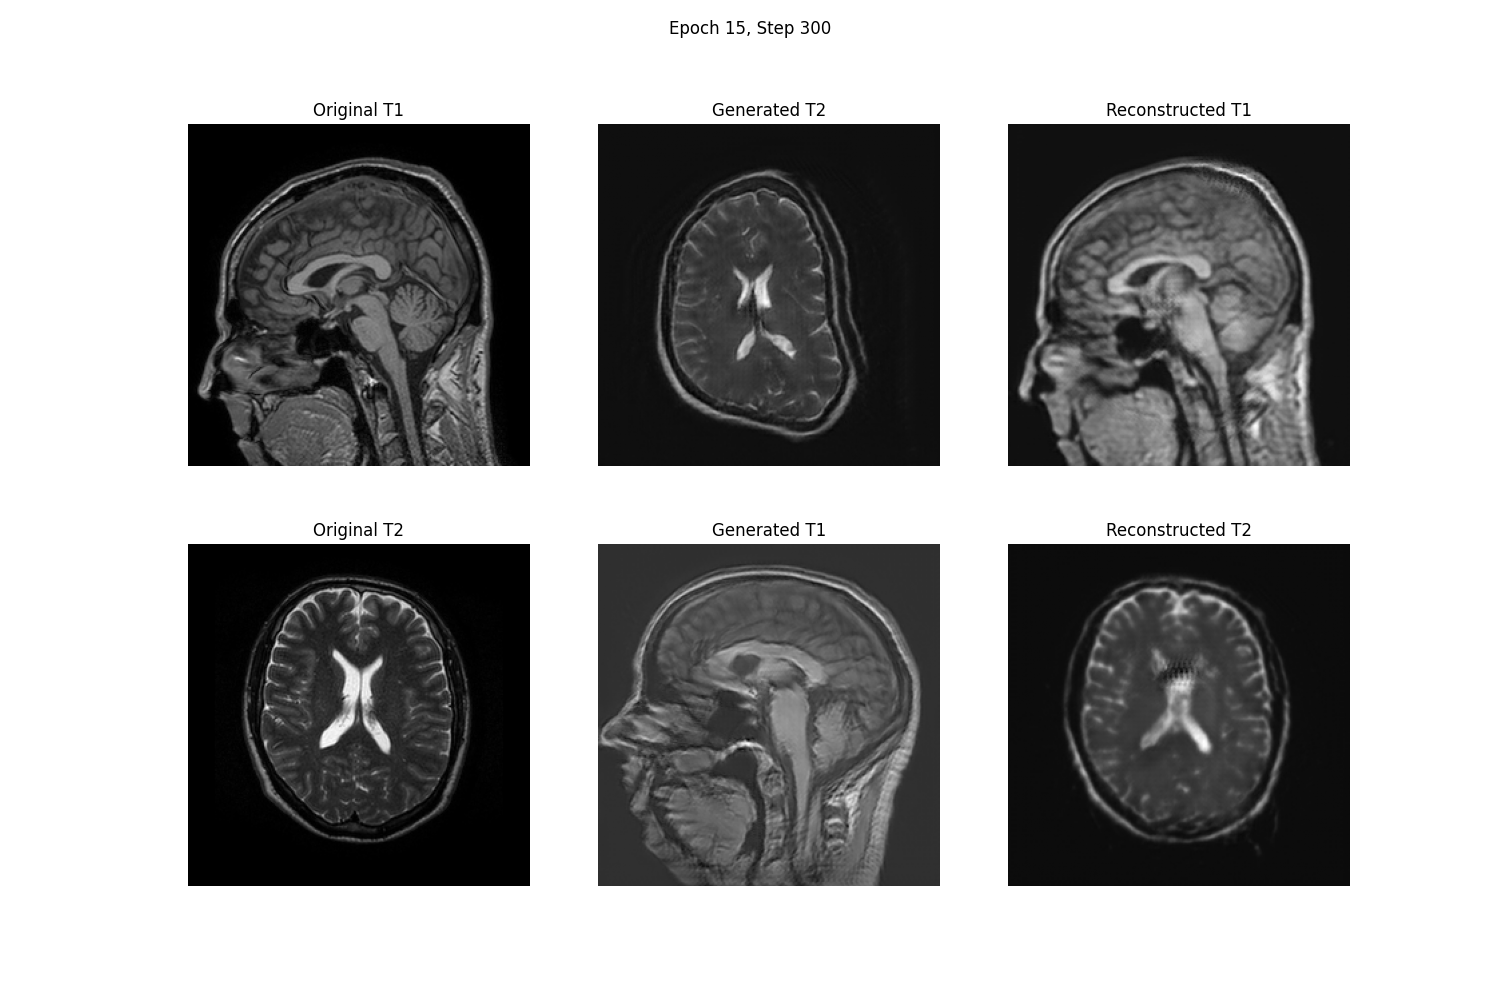 Epoch 15, Step 300
Original T1
Generated T2
Reconstructed T1
Original T2
Generated T1
Reconstructed T2